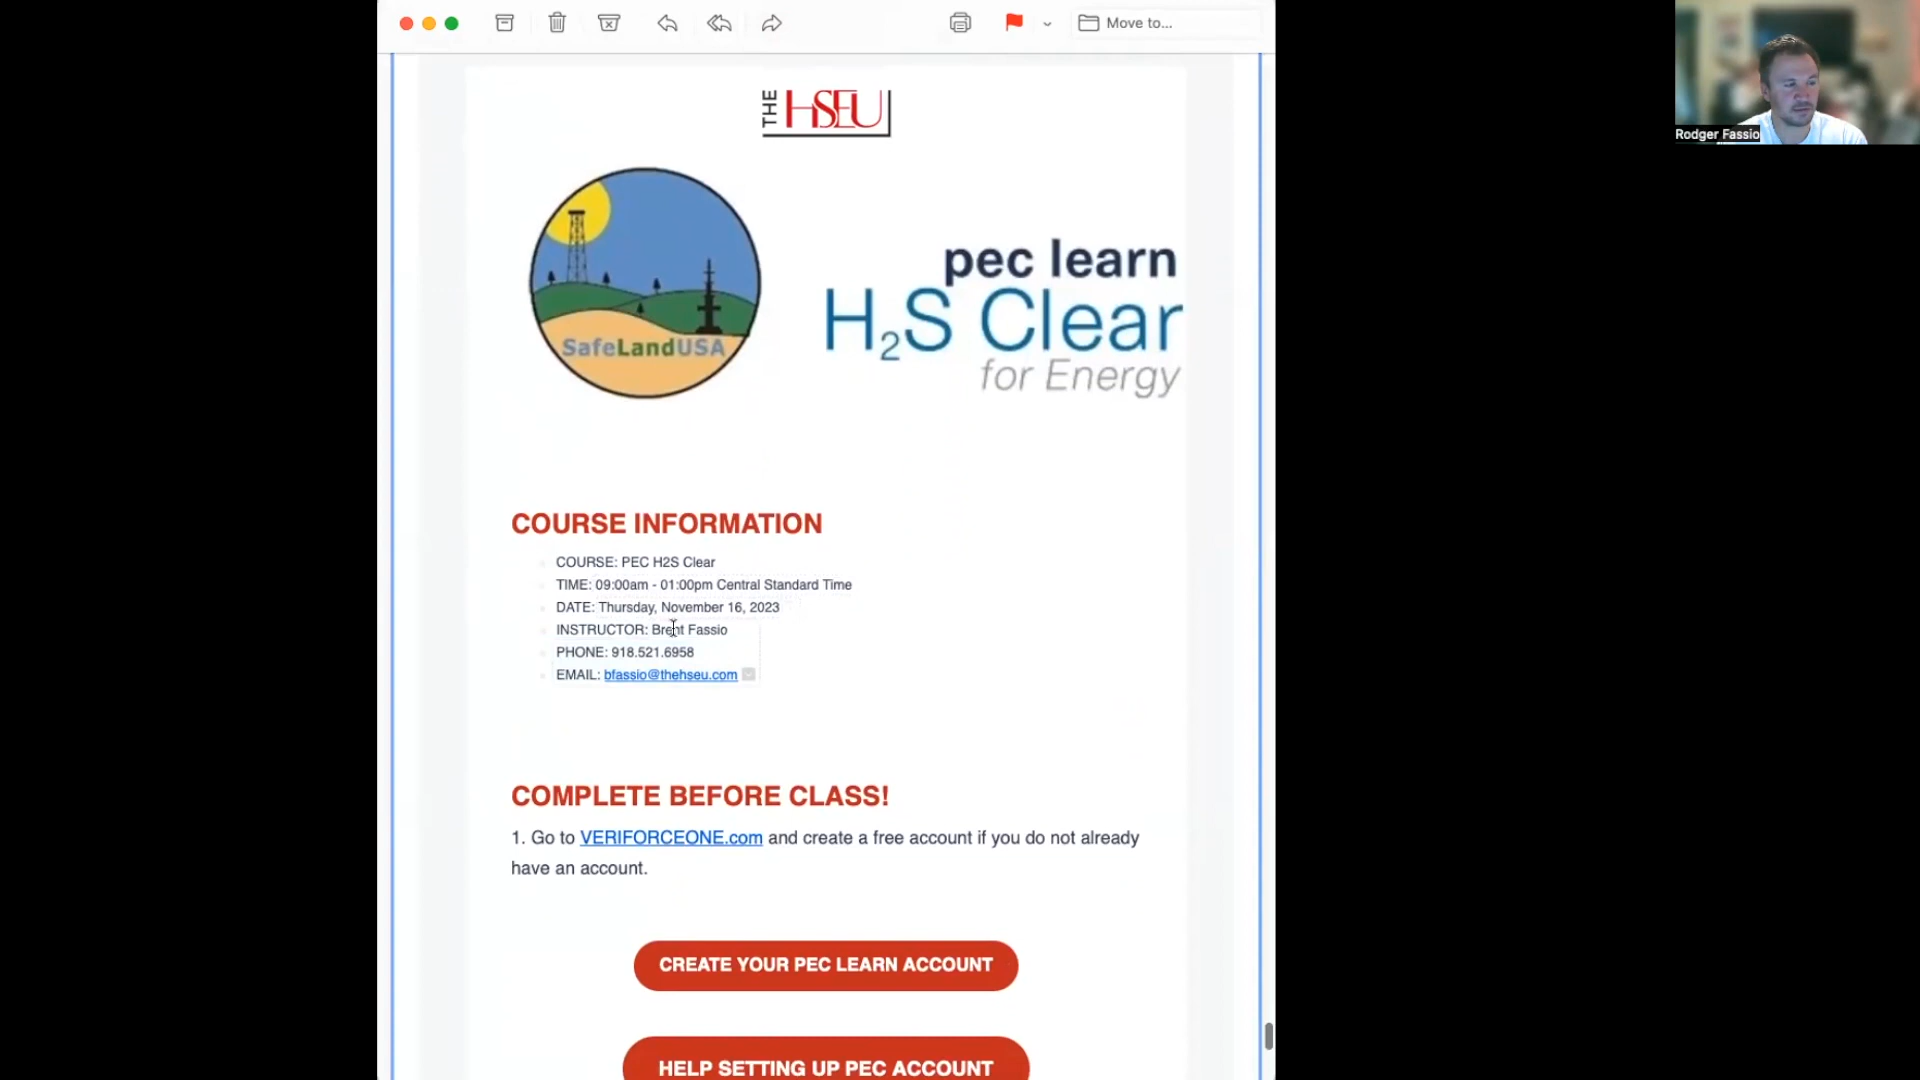 Move to...
Rodger Fassio
THE HSEU
SafeLandUSA
pec learn
H2S Clear
for Energy
COURSE INFORMATION
COURSE: PEC H2S Clear
TIME: 09:00am - 01:00pm Central Standard Time
DATE: Thursday, November 16, 2023
INSTRUCTOR: Brent Fassio
PHONE: 918.521.6958
EMAIL: bfassio@thehseu.com
COMPLETE BEFORE CLASS!
1. Go to VERIFORCEONE.com and create a free account if you do not already
have an account.
CREATE YOUR PEC LEARN ACCOUNT
HELP SETTING UP PEC ACCOUNT